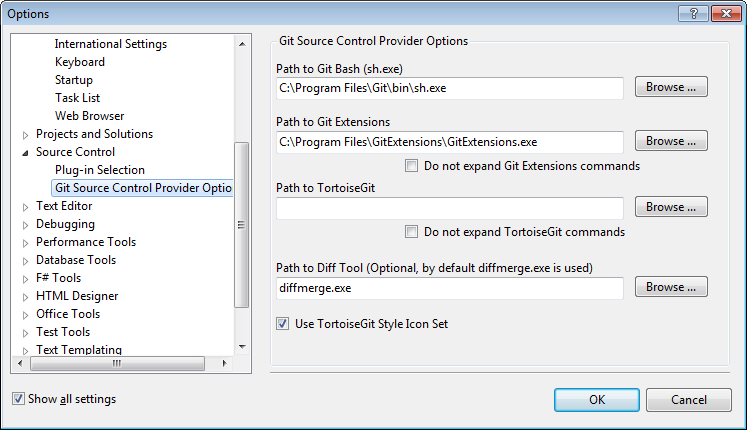 Options
International Settings
Keyboard
Startup
Task List
Web Browser
Projects and Solutions
Source Control
Plug-in Selection
Git Source Control Provider Optio
Text Editor
Debugging
Performance Tools
Database Tools
F# Tools
HTML Designer
Office Tools
Test Tools
Text Templating
Show all settings
Git Source Control Provider Options
Path to Git Bash (sh.exe)
C:\Program Files\Git\bin\sh.exe
Browse ...
Path to Git Extensions
C:\Program Files\GitExtensions\GitExtensions.exe
Browse ...
Do not expand Git Extensions commands
Path to TortoiseGit
Browse ...
Do not expand TortoiseGit commands
Path to Diff Tool (Optional, by default diffmerge.exe is used)
diffmerge.exe
Browse ...
Use TortoiseGit Style Icon Set
OK
Cancel